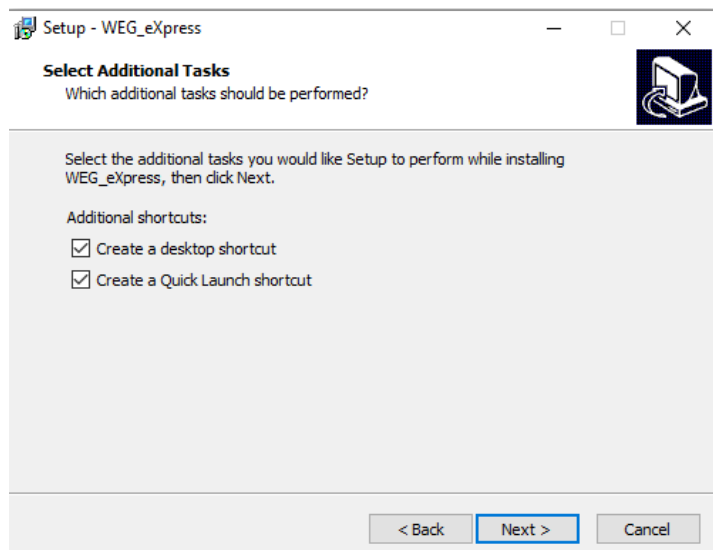 Setup - WEG_eXpress
Select Additional Tasks
Which additional tasks should be performed?
Select the additional tasks you would like Setup to perform while installing
WEG_eXpress, then click Next.
Additional shortcuts:
Create a desktop shortcut
Create a Quick Launch shortcut
< Back
Next >
Cancel